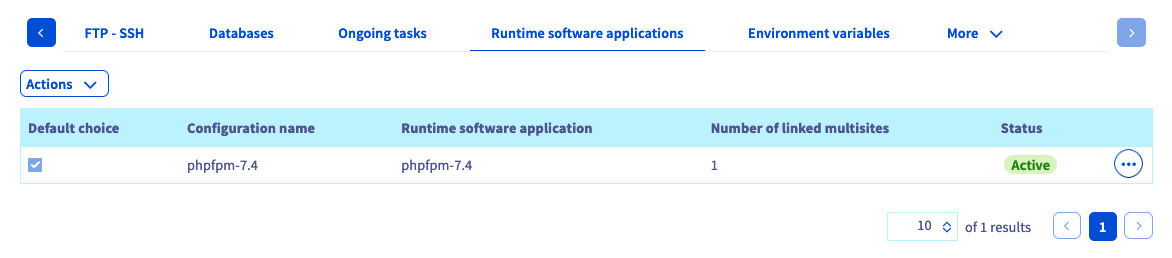 FTP - SSH Databases Ongoing tasks Runtime software applications Environment variables More
Actions
Default choice Configuration name Runtime software application Number of linked multisites Status
phpfpm-7.4 phpfpm-7.4 1 Active
10 of 1 results 1